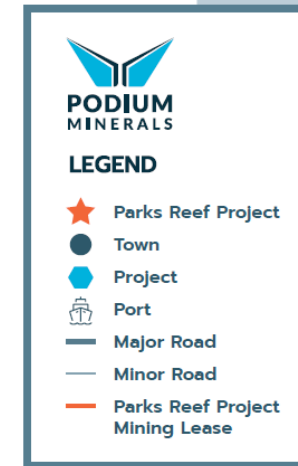 PODIUM
MINERALS
LEGEND
Parks Reef Project
Town
Project
Port
Major Road
Minor Road
Parks Reef Project
Mining Lease